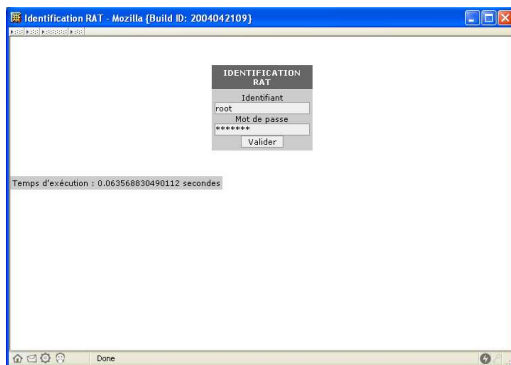 Identification RAT - Mozilla {Build ID: 2004042109}
IDENTIFICATION
RAT
Identifiant
root
Mot de passe
*******
Valider
Temps d'exécution : 0.063568830490112 secondes
Done